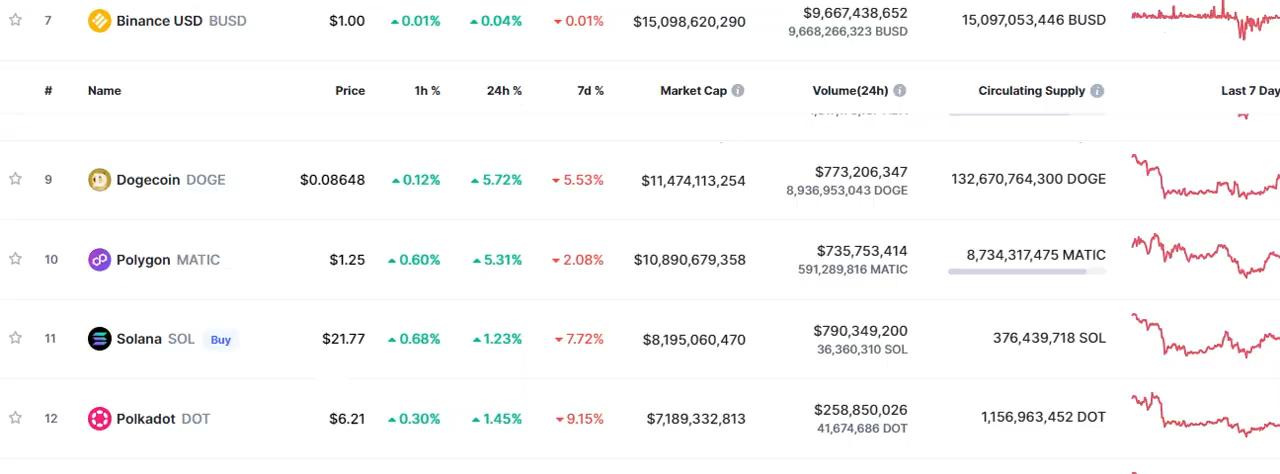 7 Binance USD BUSD $1.00 0.01% 0.04% 0.01% $15,098,620,290 $9,667,438,652 15,097,053,446 BUSD
9,668,266,323 BUSD
# Name Price 1h % 24h % 7d % Market Cap Volume(24h) Circulating Supply Last 7 Day
9 Dogecoin DOGE $0.08648 0.12% 5.72% 5.53% $11,474,113,254 $773,206,347 132,670,764,300 DOGE
8,936,953,043 DOGE
10 Polygon MATIC $1.25 0.60% 5.31% 2.08% $10,890,679,358 $735,753,414 8,734,317,475 MATIC
591,289,816 MATIC
11 Solana SOL Buy $21.77 0.68% 1.23% 7.72% $8,195,060,470 $790,349,200 376,439,718 SOL
36,360,310 SOL
12 Polkadot DOT $6.21 0.30% 1.45% 9.15% $7,189,332,813 $258,850,026 1,156,963,452 DOT
41,674,686 DOT